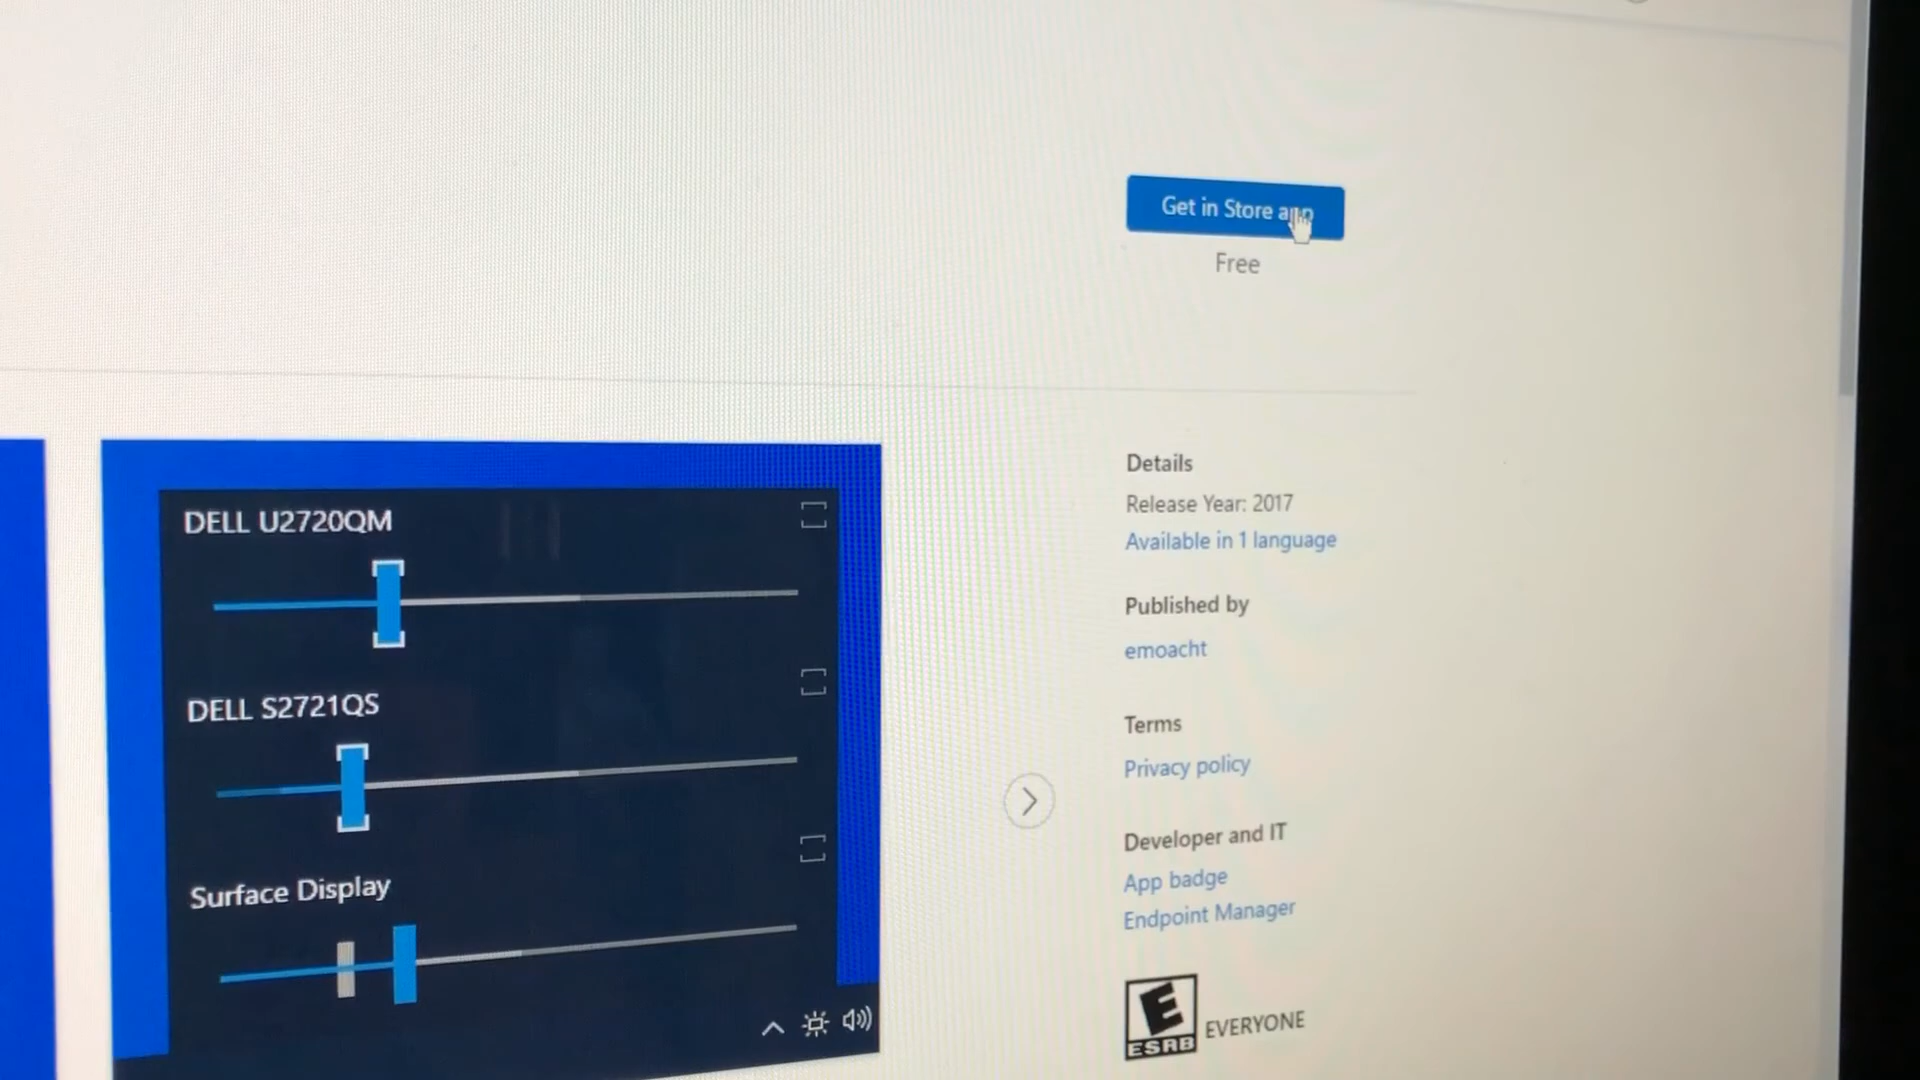 Get in Store app
Free
DELL U2720QM
DELL S2721QS
Surface Display
Details
Release Year: 2017
Available in 1 language
Published by
emoacht
Terms
Privacy policy
Developer and IT
App badge
Endpoint Manager
E
ESRB
EVERYONE